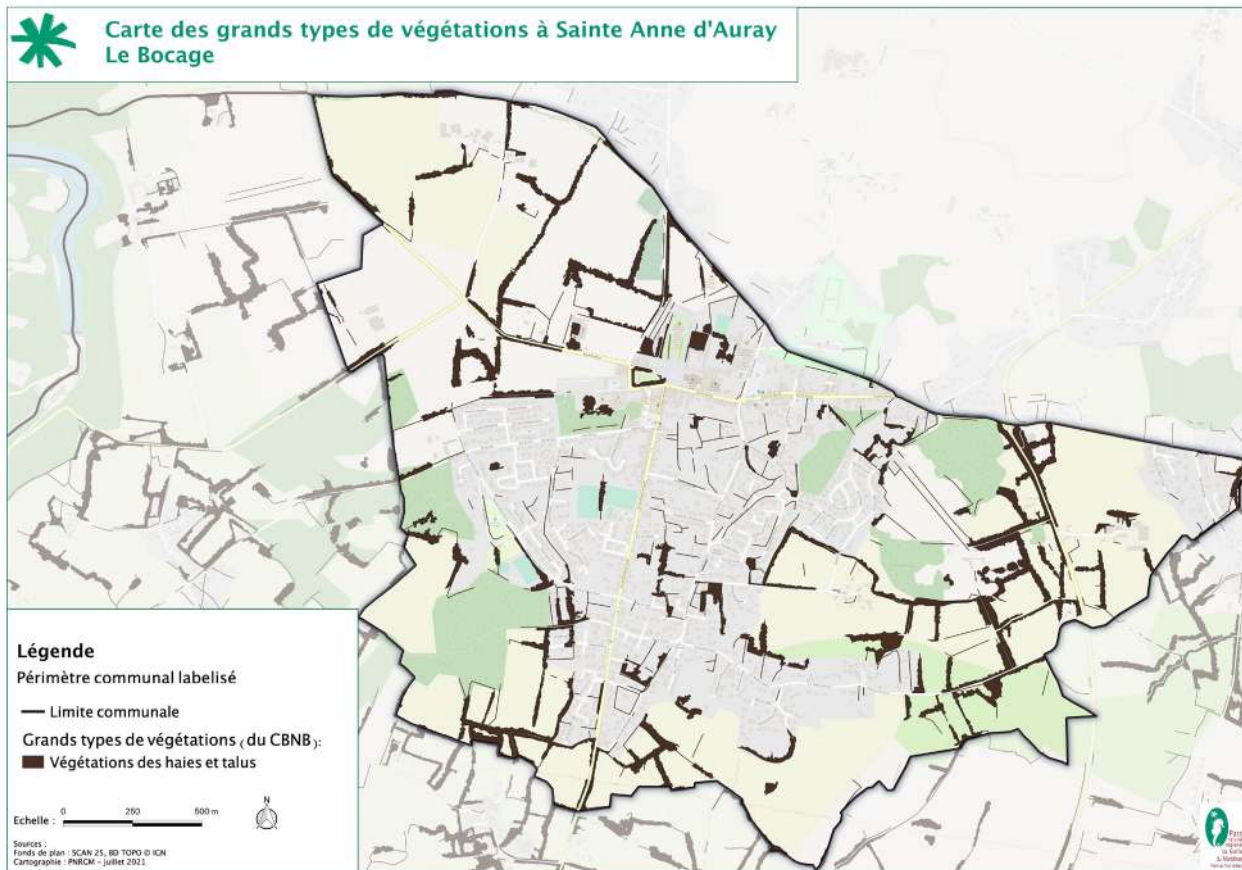 Carte des grands types de végétations à Sainte Anne d'Auray
Le Bocage
Légende
Périmètre communal labelisé
Limite communale
Grands types de végétations ( du CBNB ):
Végétations des haies et talus
Echelle : 0 250 500 m
N
Sources :
Fonds de plan : SCAN 25, BD TOPO © IGN
Cartographie : PNRGM - juillet 2021
Parc